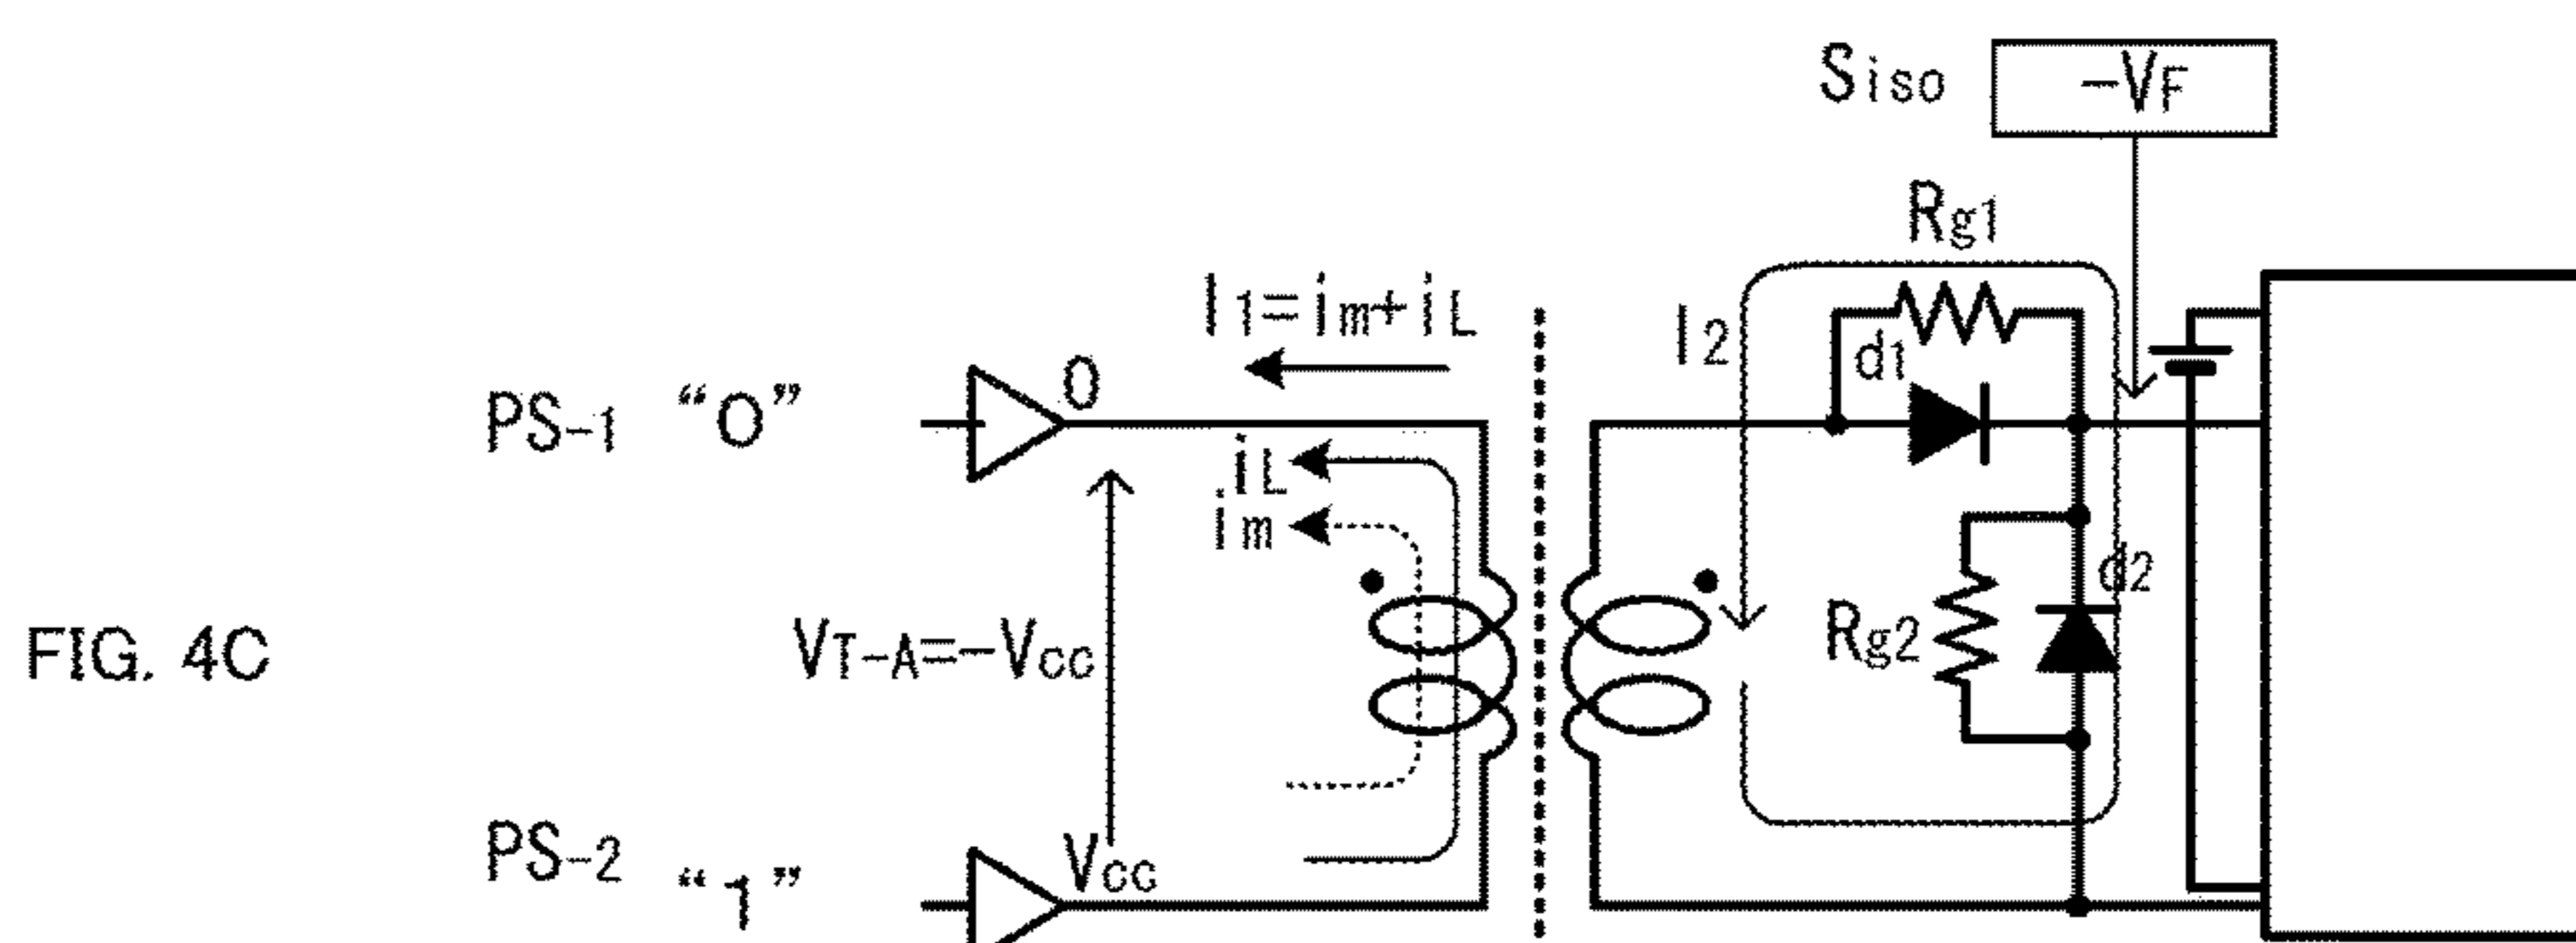 Siso -VF
Rg1
I1=im+iL
I2
d1
PS-1 “0” 0
iL
im
d2
Rg2
VT-A=-Vcc
FIG. 4C
PS-2 “1” Vcc